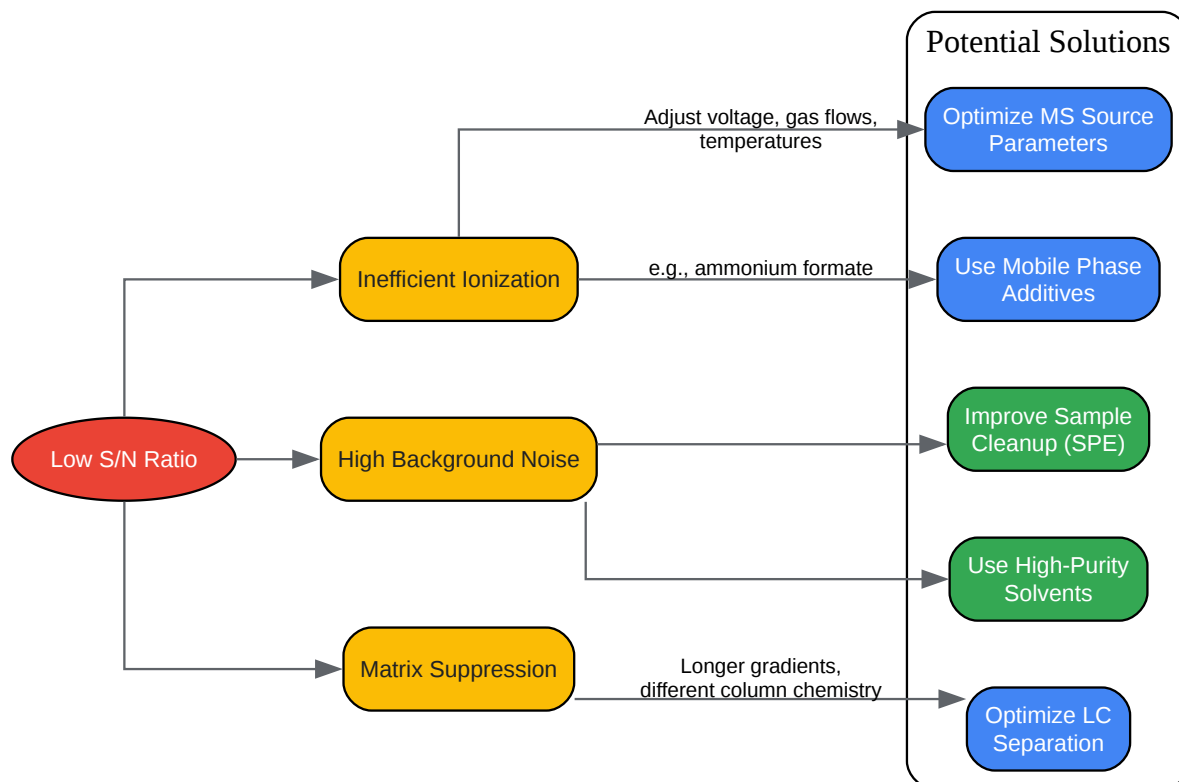 Potential Solutions
Adjust voltage, gas flows,
temperatures
Optimize MS Source
Parameters
Inefficient Ionization
e.g., ammonium formate
Use Mobile Phase
Additives
Low S/N Ratio
High Background Noise
Improve Sample
Cleanup (SPE)
Use High-Purity
Solvents
Matrix Suppression
Longer gradients,
different column chemistry
Optimize LC
Separation